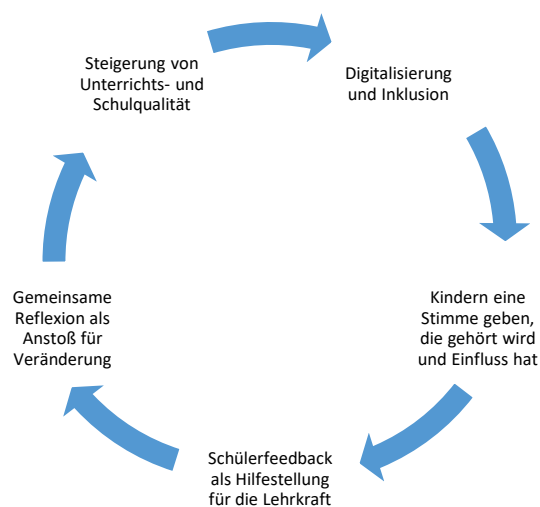 Steigerung von
Unterrichts- und
Schulqualität
Digitalisierung
und Inklusion
Kindern eine
Stimme geben,
die gehört wird
und Einfluss hat
Schülerfeedback
als Hilfestellung
für die Lehrkraft
Gemeinsame
Reflexion als
Anstoß für
Veränderung